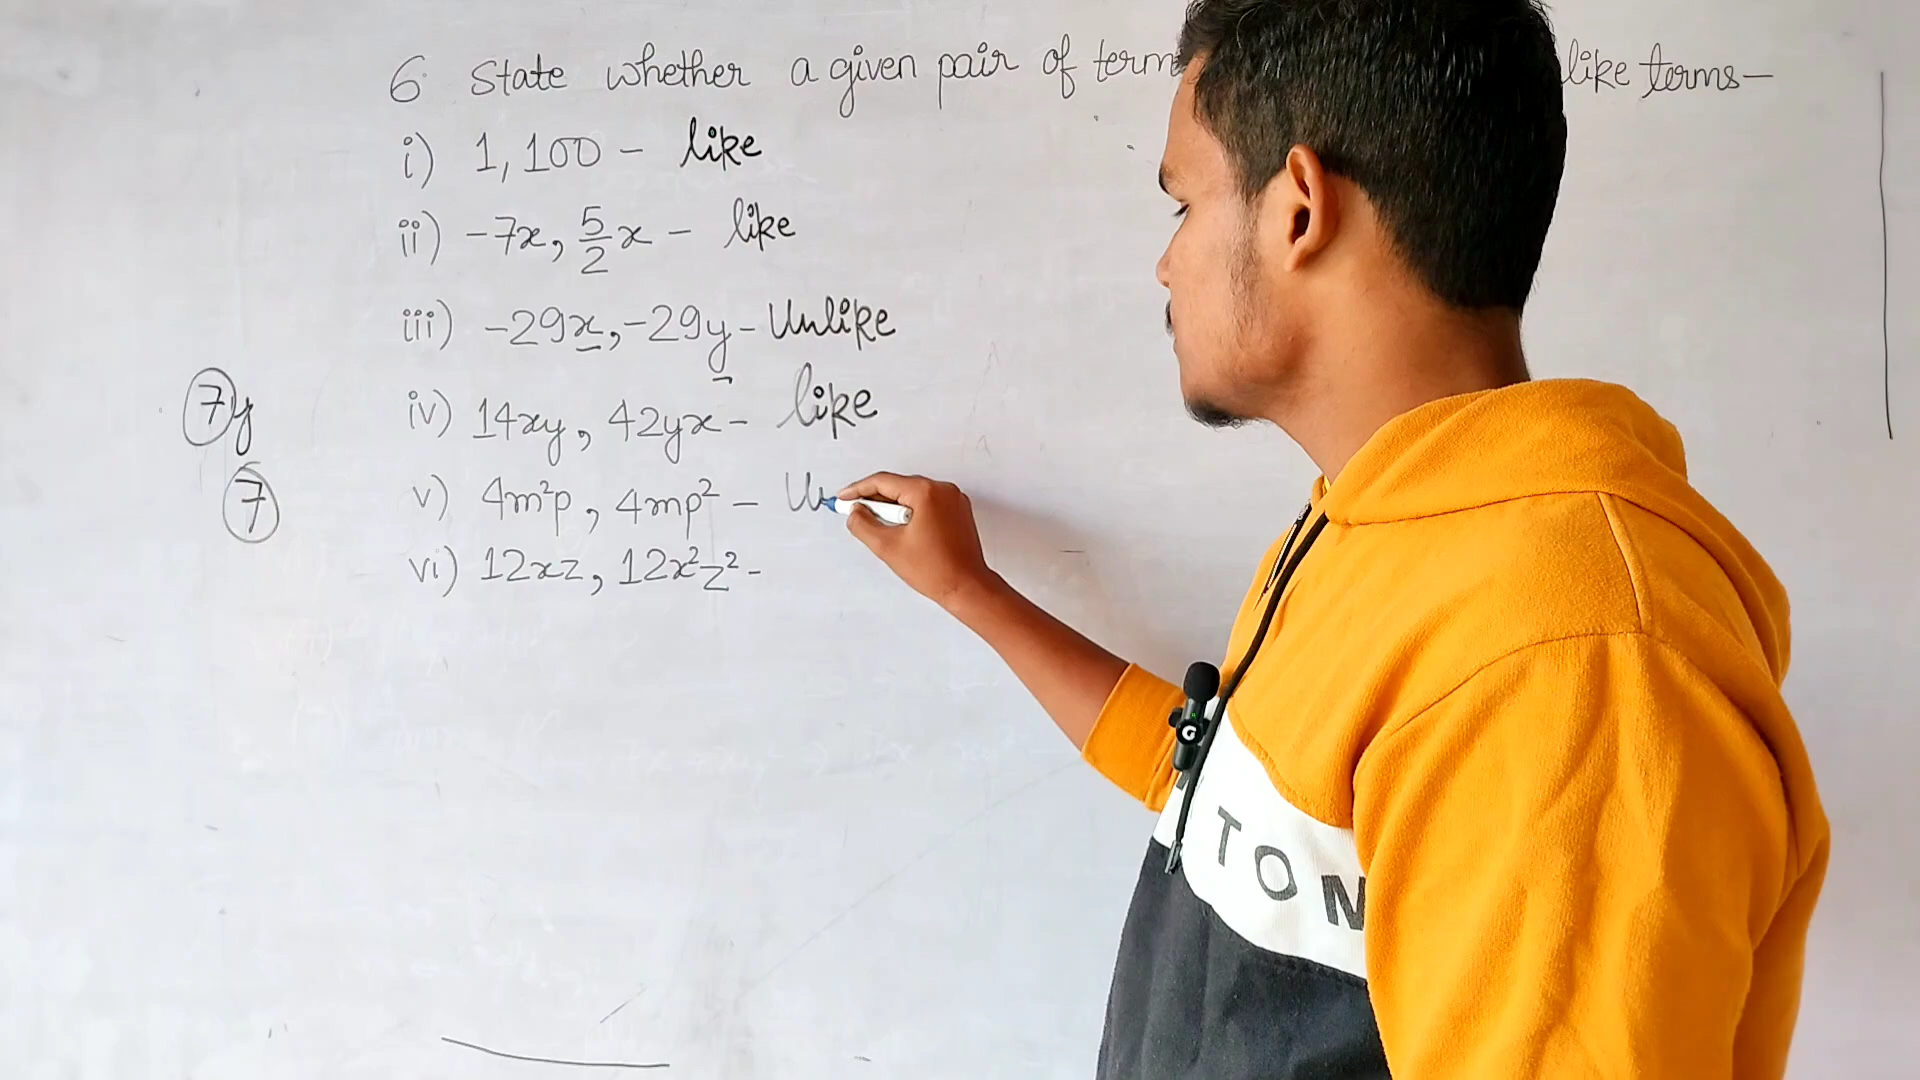 6. State whether a given pair of term like terms-
i) 1, 100 - like
ii) -7x, 5/2 x - like
iii) -29x, -29y - Unlike
iv) 14xy, 42yx - like
7y
v) 4m²p, 4mp² - Un
7
vi) 12xz, 12x²z² -
G
TON